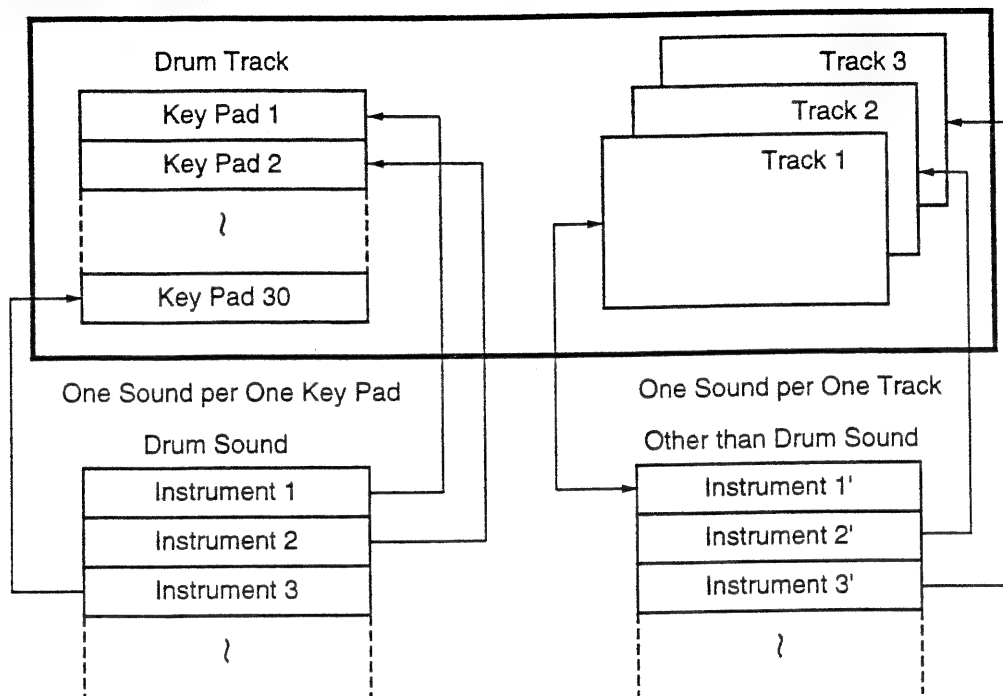 Drum Track
Key Pad 1
Key Pad 2
Key Pad 30
Track 3
Track 2
Track 1
One Sound per One Key Pad
One Sound per One Track
Drum Sound
Instrument 1
Instrument 2
Instrument 3
Other than Drum Sound
Instrument 1'
Instrument 2'
Instrument 3'